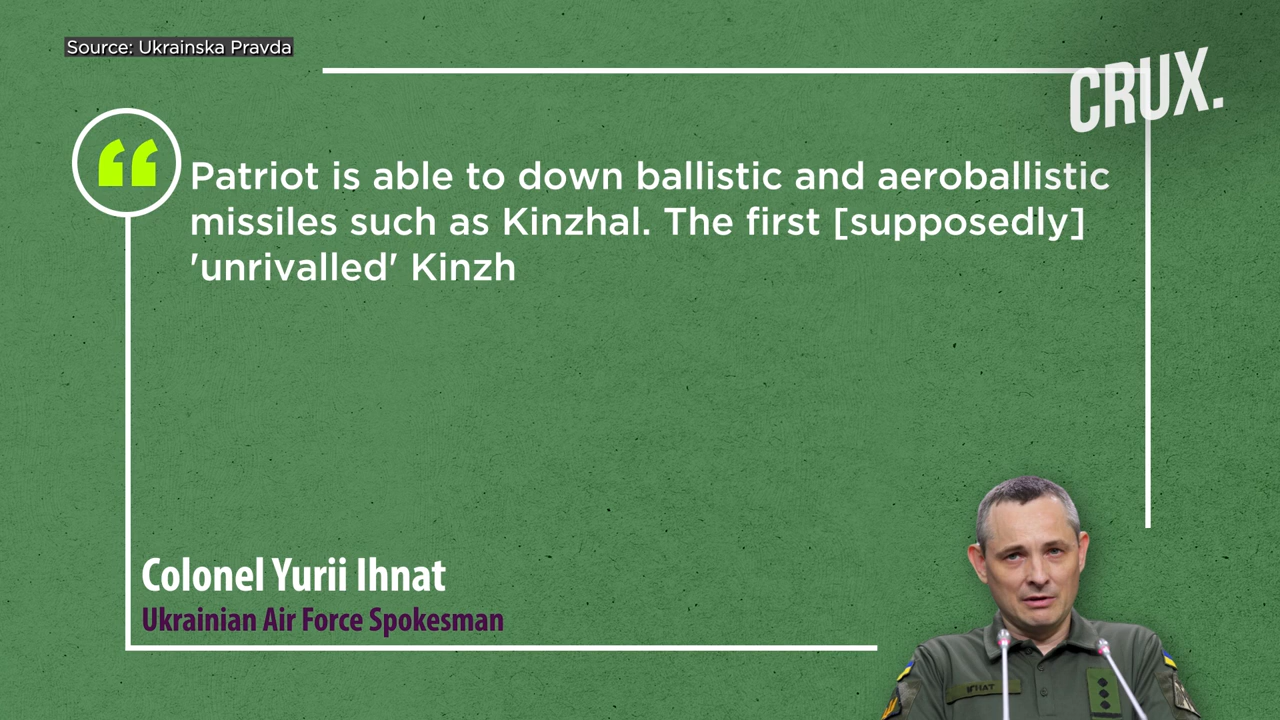 Source: Ukrainska Pravda
CRUX.
“
Patriot is able to down ballistic and aeroballistic
missiles such as Kinzhal. The first [supposedly]
'unrivalled' Kinzh
Colonel Yurii Ihnat
Ukrainian Air Force Spokesman
ІГНАТ